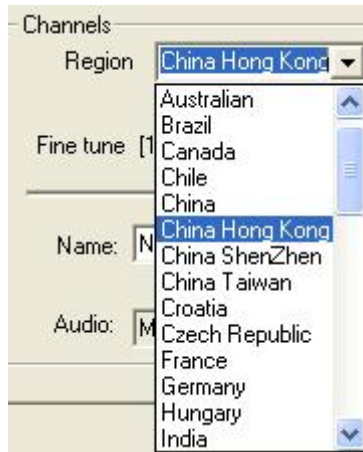 Channels
Region China Hong Kong
Australian
Brazil
Fine tune [1 Canada
Chile
China
China Hong Kong
Name: N China ShenZhen
China Taiwan
Croatia
Audio: M Czech Republic
France
Germany
Hungary
India